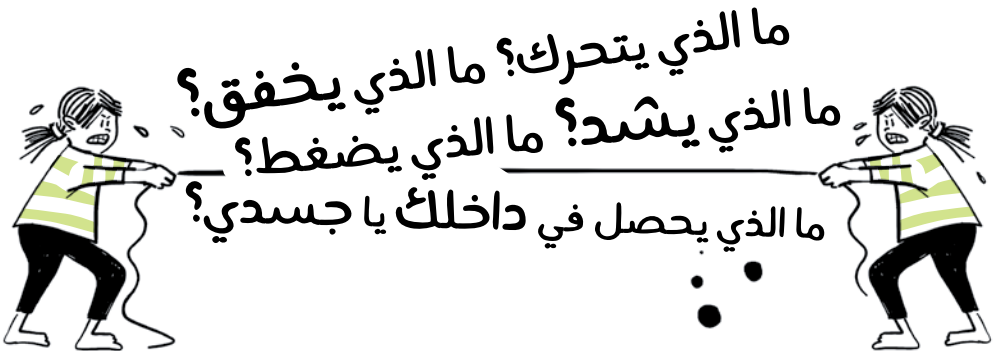 ما الذي يتحرك؟ ما الذي يخفق؟
ما الذي يشد؟ ما الذي يضغط؟
ما الذي يحصل في داخلك يا جسدي؟